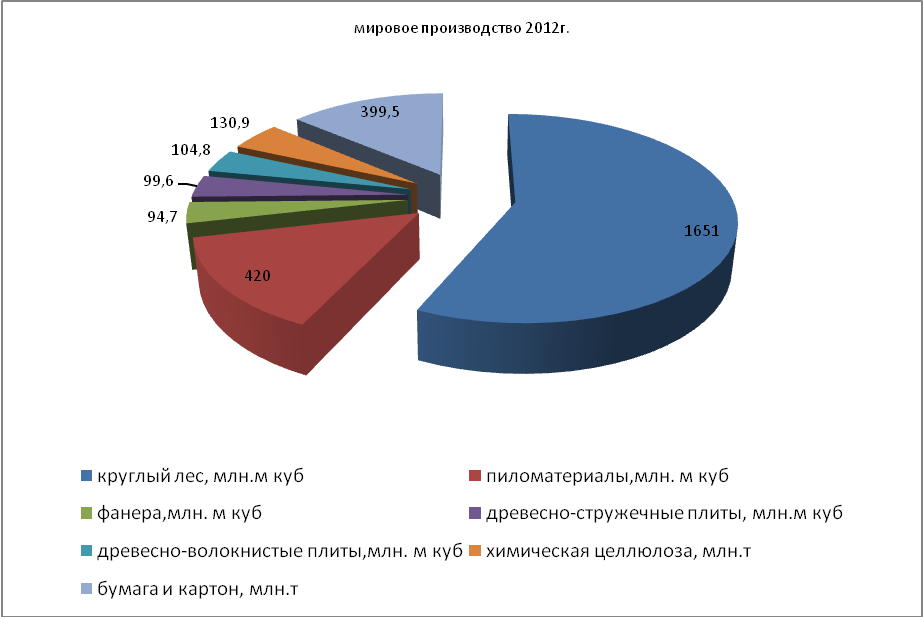 мировое производство 2012г.
399,5
130,9
104,8
99,6
94,7
420
1651
круглый лес, млн.м куб
пиломатериалы,млн. м куб
фанера,млн. м куб
древесно-стружечные плиты, млн.м куб
древесно-волокнистые плиты,млн. м куб
химическая целлюлоза, млн.т
бумага и картон, млн.т